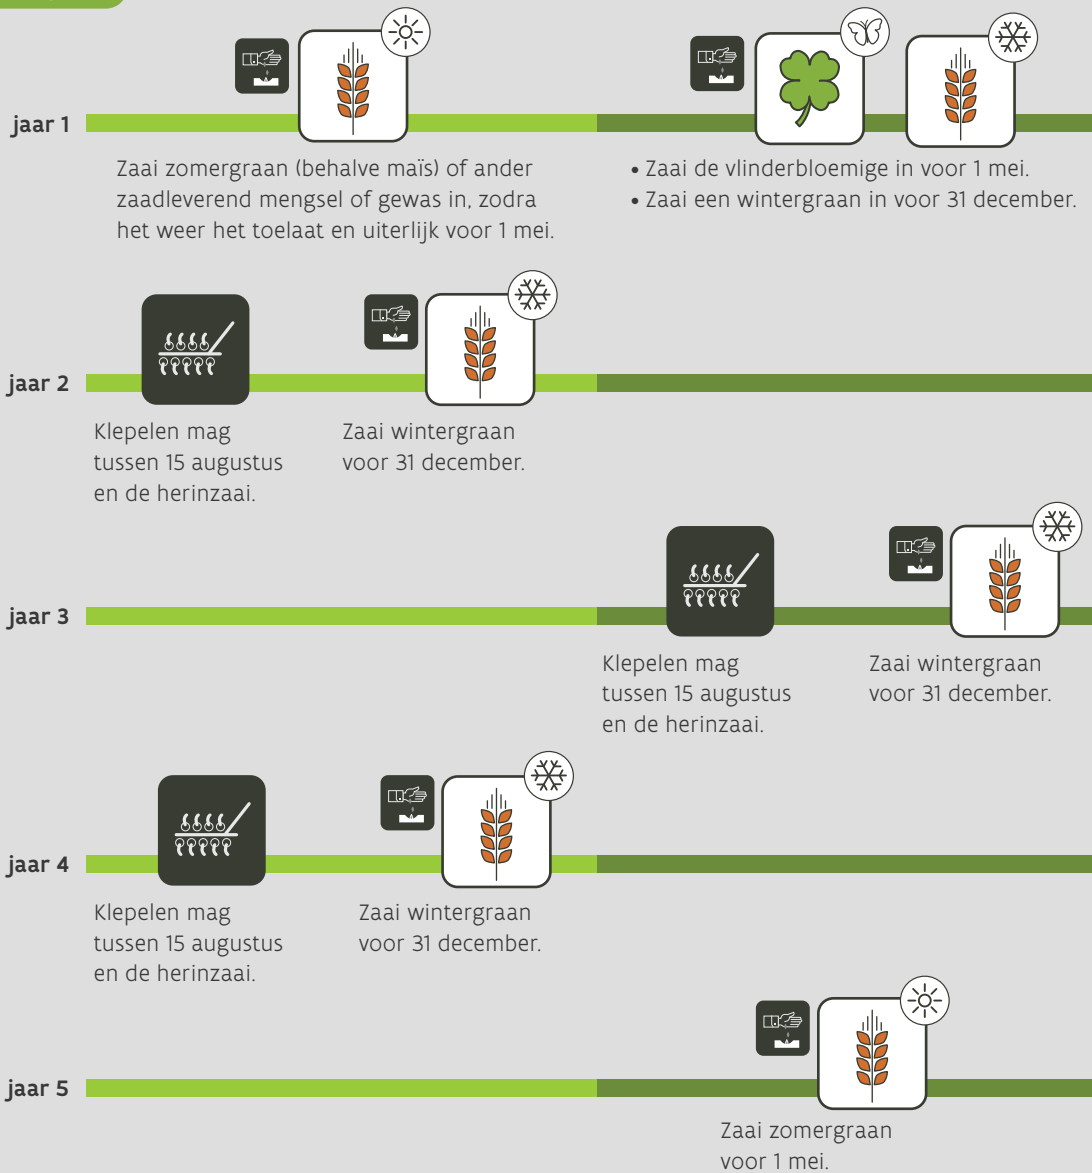 jaar 1
Zaai zomergraan (behalve maïs) of ander
zaadleverend mengsel of gewas in, zodra
het weer het toelaat en uiterlijk voor 1 mei.
• Zaai de vlinderbloemige in voor 1 mei.
• Zaai een wintergraan in voor 31 december.
jaar 2
Klepelen mag
tussen 15 augustus
en de herinzaai.
Zaai wintergraan
voor 31 december.
jaar 3
Klepelen mag
tussen 15 augustus
en de herinzaai.
Zaai wintergraan
voor 31 december.
jaar 4
Klepelen mag
tussen 15 augustus
en de herinzaai.
Zaai wintergraan
voor 31 december.
jaar 5
Zaai zomergraan
voor 1 mei.